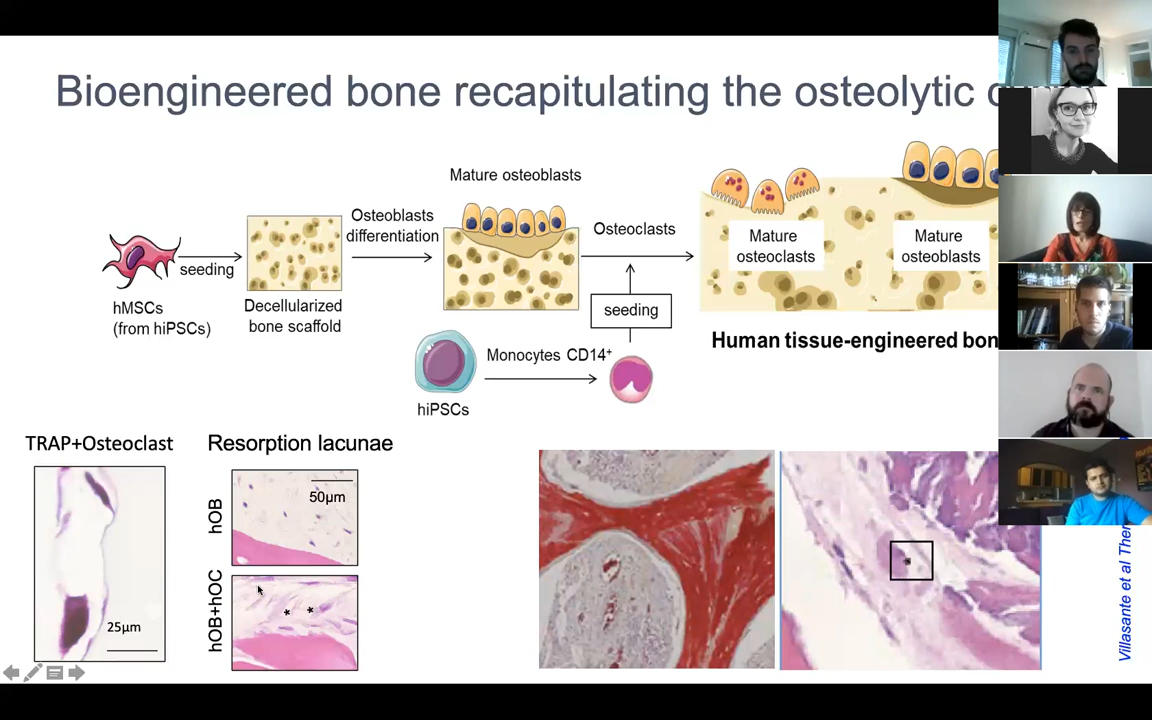 Bioengineered bone recapitulating the osteolytic
Mature osteoblasts
Osteoblasts
differentiation
Osteoclasts
seeding
hMSCs
(from hiPSCs)
Decellularized
bone scaffold
seeding
Monocytes CD14+
hiPSCs
Mature
osteoclasts
Mature
osteoblasts
Human tissue-engineered bon
TRAP+Osteoclast
25μm
Resorption lacunae
hOB
50μm
hOB+hOC
* *
*
Villasante et al Ther